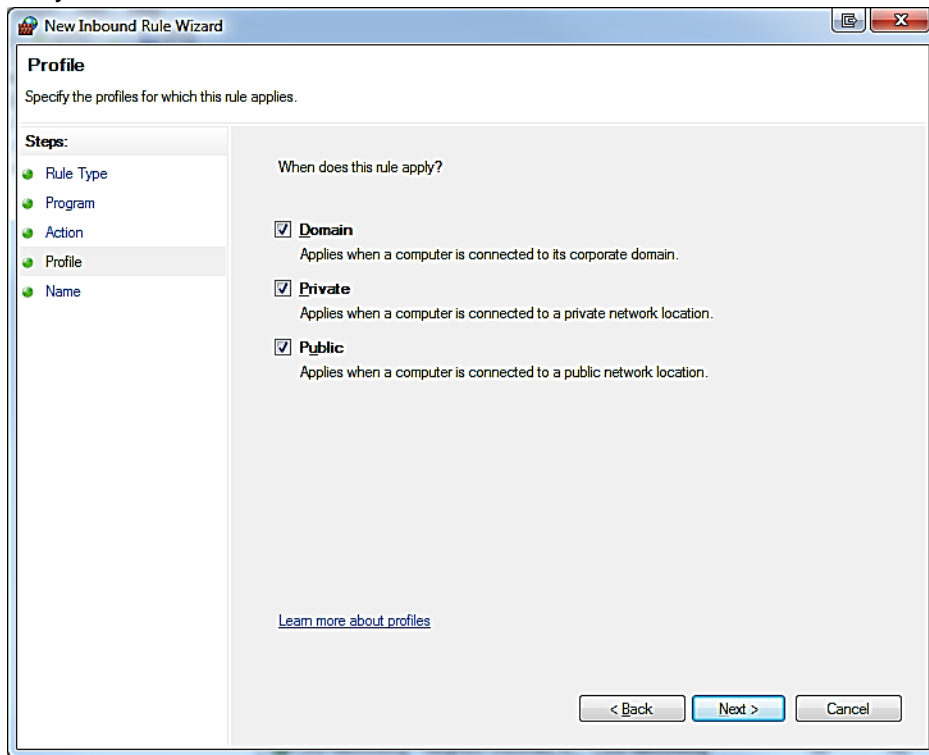 New Inbound Rule Wizard
Profile
Specify the profiles for which this rule applies.
Steps:
Rule Type
Program
Action
Profile
Name
When does this rule apply?
Domain
Applies when a computer is connected to its corporate domain.
Private
Applies when a computer is connected to a private network location.
Public
Applies when a computer is connected to a public network location.
Learn more about profiles
< Back
Next >
Cancel